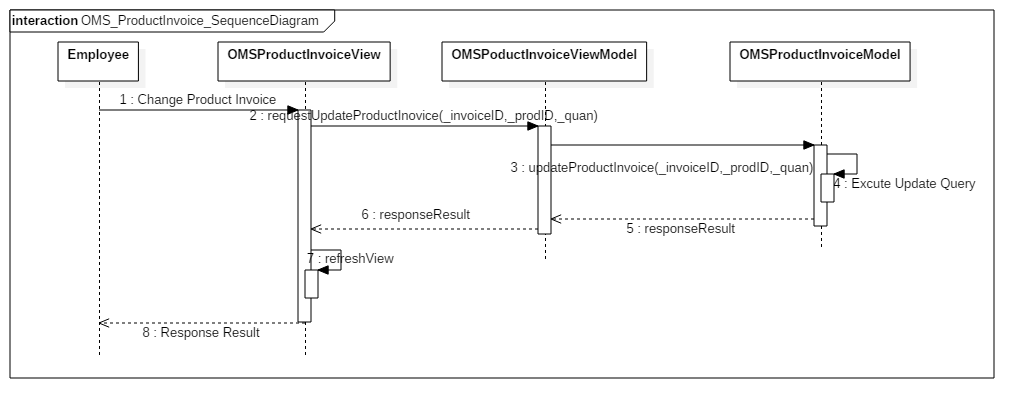 interaction OMS_ProductInvoice_SequenceDiagram
Employee
OMSProductInvoiceView
OMSPoductInvoiceViewModel
OMSProductInvoiceModel
1 : Change Product Invoice
2 : requestUpdateProductInovice(_invoiceID,_prodID,_quan)
3 : updateProductInvoice(_invoiceID,_prodID,_quan)
4 : Excute Update Query
6 : responseResult
5 : responseResult
7 : refreshView
8 : Response Result